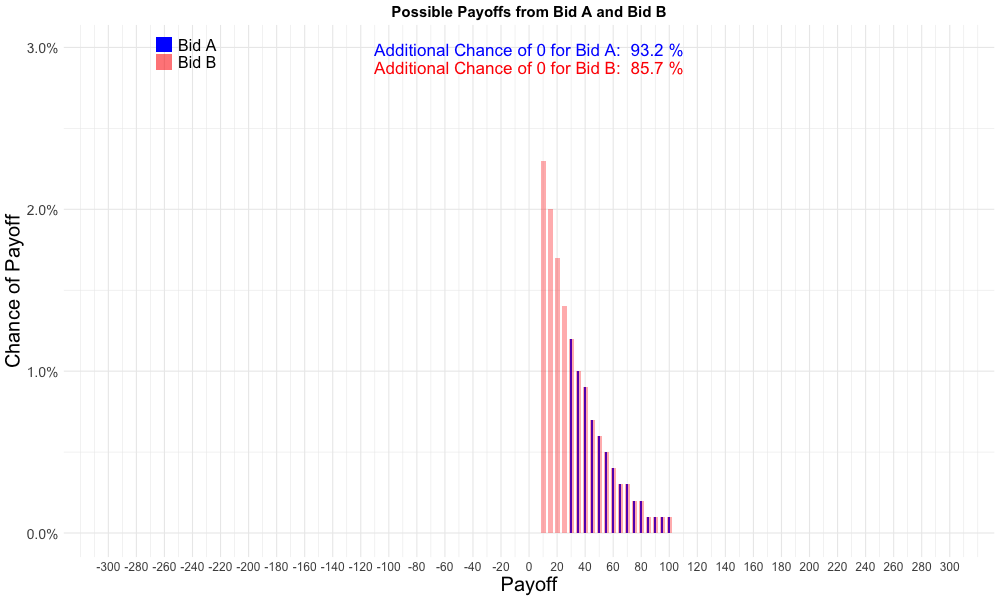 Possible Payoffs from Bid A and Bid B
Bid A
Bid B
Additional Chance of 0 for Bid A: 93.2 %
Additional Chance of 0 for Bid B: 85.7 %
Chance of Payoff
3.0%
2.0%
1.0%
0.0%
-300 -280 -260 -240 -220 -200 -180 -160 -140 -120 -100 -80 -60 -40 -20 0 20 40 60 80 100 120 140 160 180 200 220 240 260 280 300
Payoff